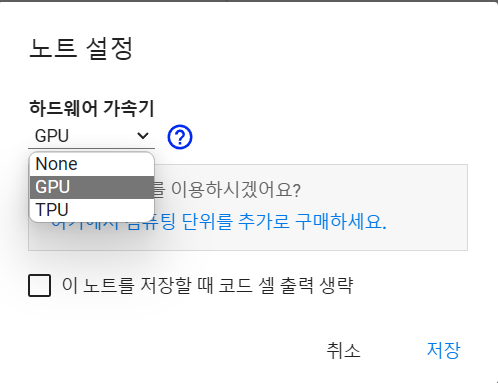 노트 설정
하드웨어 가속기
GPU
None
GPU
를 이용하시겠어요?
TPU
컴퓨팅 단위를 추가로 구매하세요.
이 노트를 저장할 때 코드 셀 출력 생략
취소 저장